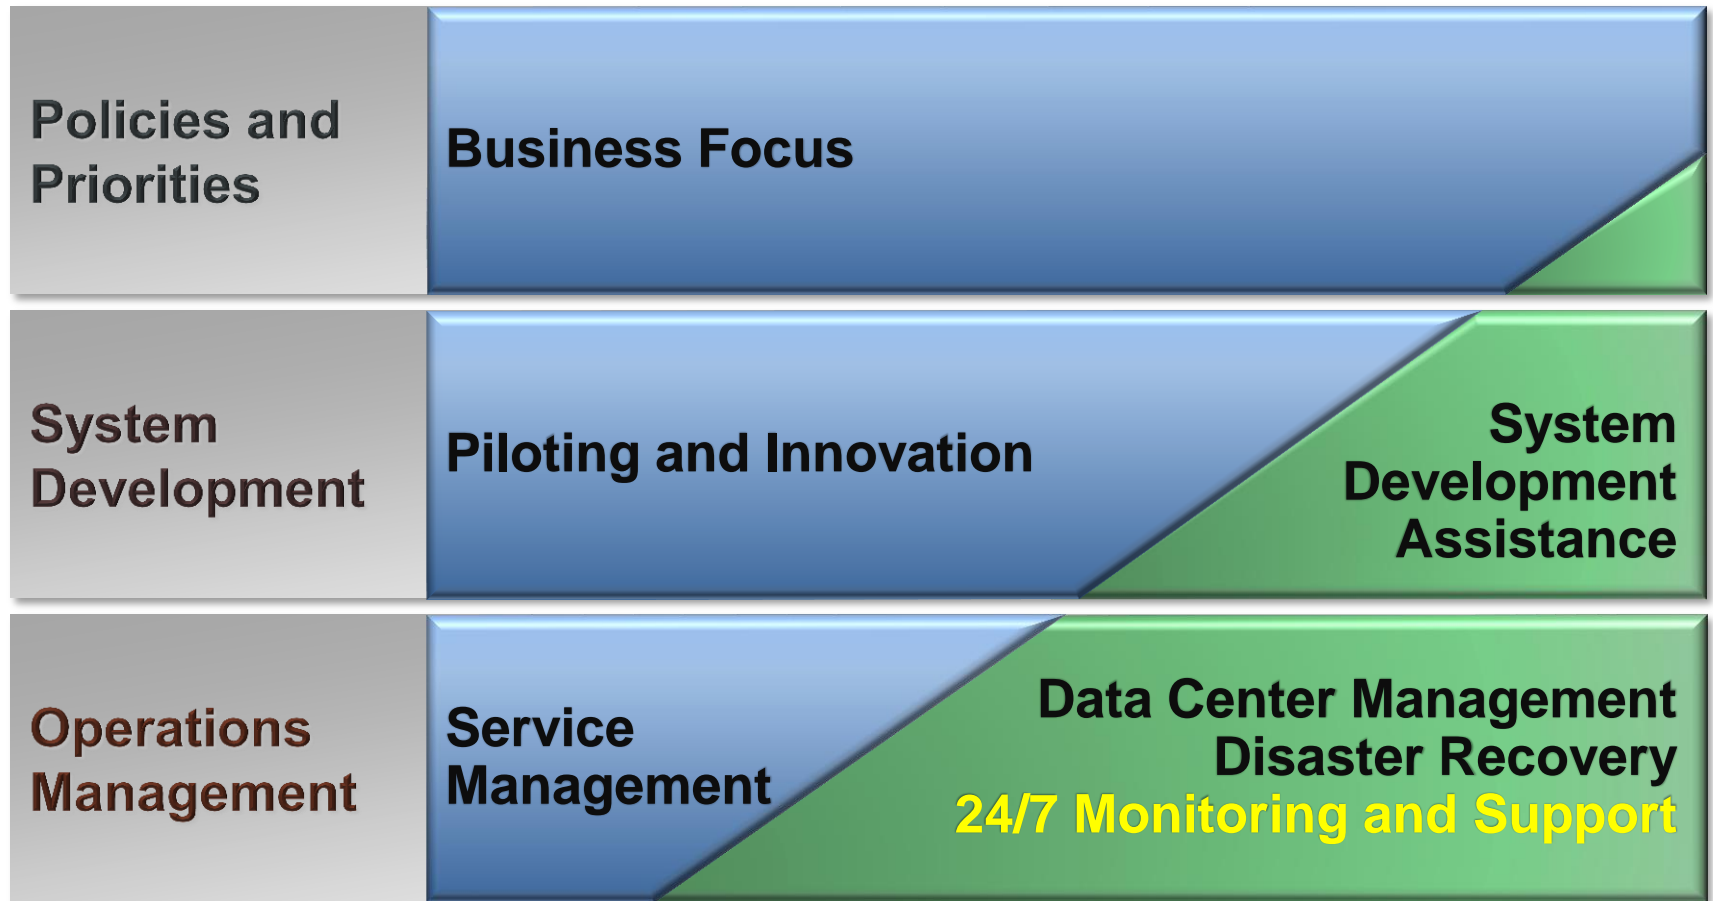 Policies and
Priorities
Business Focus
System
Development
Piloting and Innovation
System
Development
Assistance
Operations
Management
Service
Management
Data Center Management
Disaster Recovery
24/7 Monitoring and Support